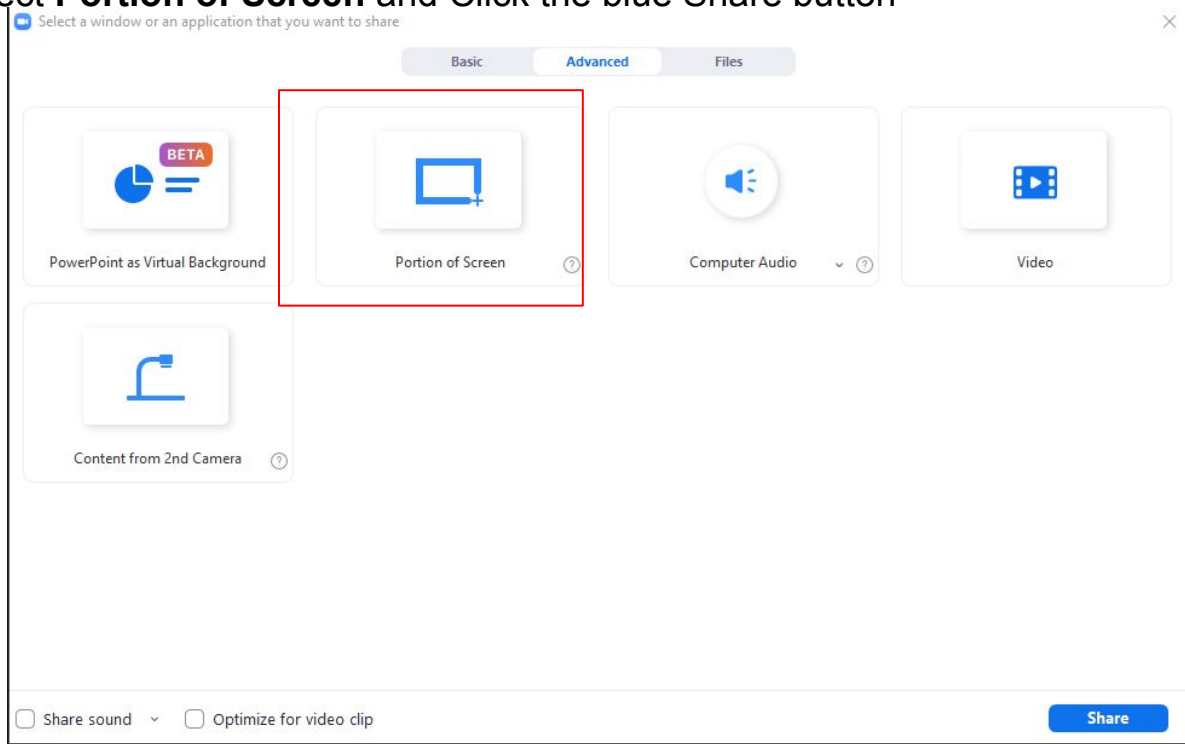 Portion of Screen and Click the blue Share button
Select a window or an application that you want to share
Basic Advanced Files
BETA
PowerPoint as Virtual Background
Portion of Screen
Computer Audio
Video
Content from 2nd Camera
Share sound
Optimize for video clip
Share